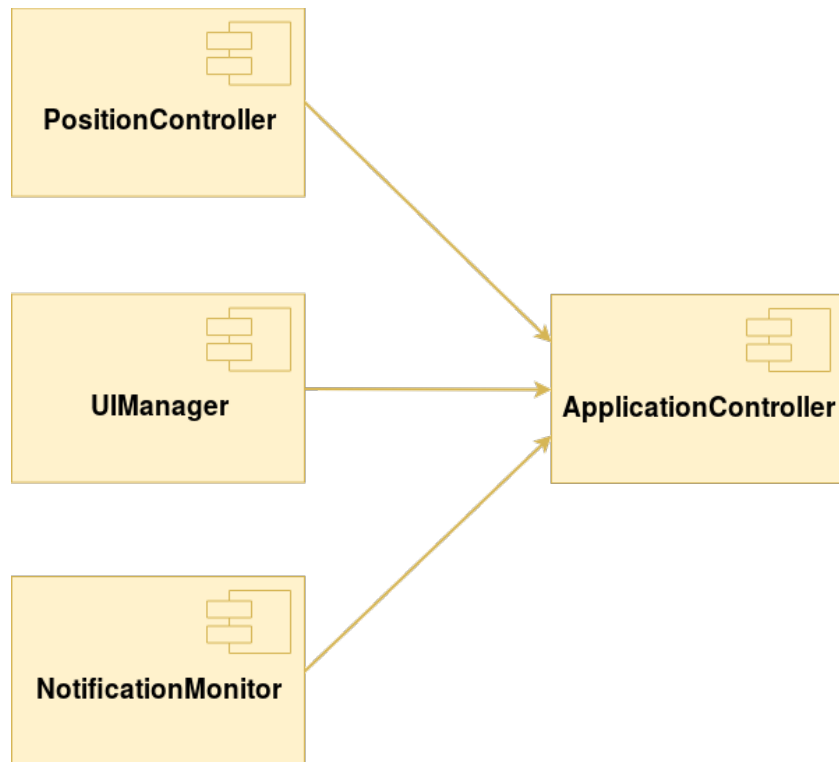 PositionController
UIManager
ApplicationController
NotificationMonitor